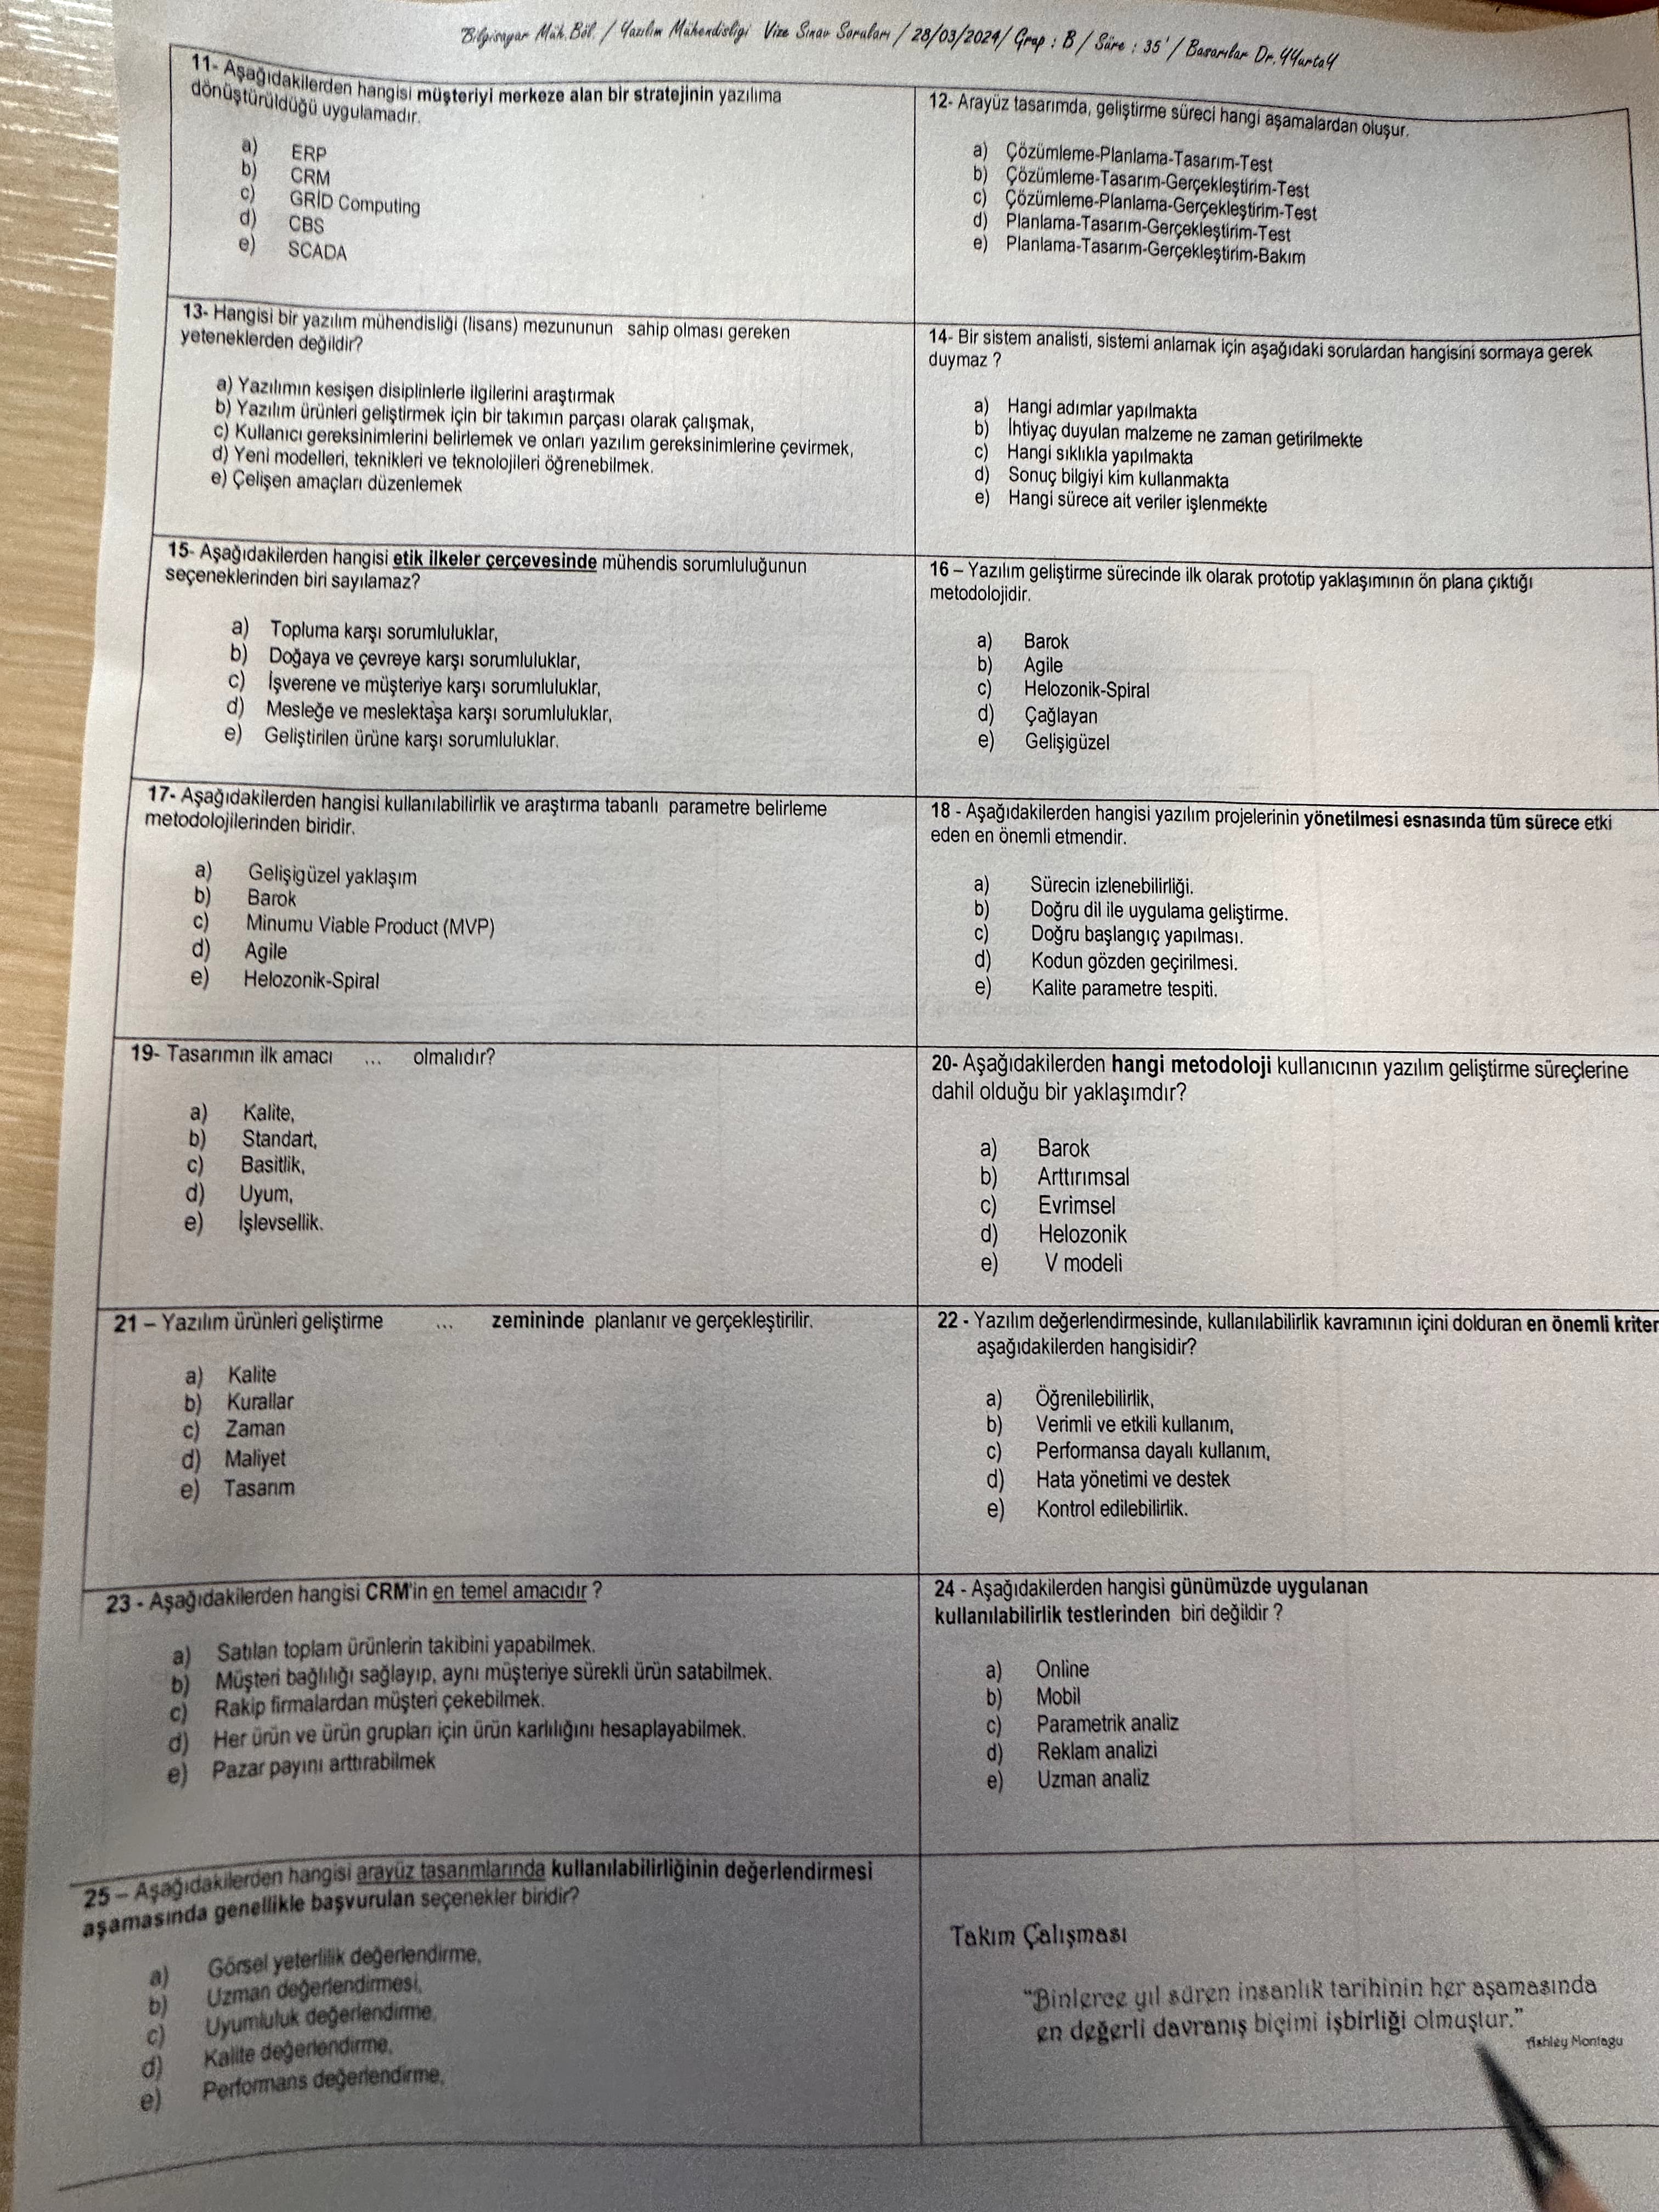 Bilgisayar Müh.Böl. / Yazılım Mühendisligi Vize Sınav Soruları / 28/03/2024/ Grup : B / Süre : 35' / Basarılar Dr.YYurtaY
11- Aşağıdakilerden hangisi müşteriyi merkeze alan bir stratejinin yazılıma
dönüştürüldüğü uygulamadır.
a) ERP
b) CRM
c) GRİD Computing
d) CBS
e) SCADA
12- Arayüz tasarımda, geliştirme süreci hangi aşamalardan oluşur.
a) Çözümleme-Planlama-Tasarım-Test
b) Çözümleme-Tasarım-Gerçekleştirim-Test
c) Çözümleme-Planlama-Gerçekleştirim-Test
d) Planlama-Tasarım-Gerçekleştirim-Test
e) Planlama-Tasarım-Gerçekleştirim-Bakım
13- Hangisi bir yazılım mühendisliği (lisans) mezununun sahip olması gereken
yeteneklerden değildir?
a) Yazılımın kesişen disiplinlerle ilgilerini araştırmak
b) Yazılım ürünleri geliştirmek için bir takımın parçası olarak çalışmak,
c) Kullanıcı gereksinimlerini belirlemek ve onları yazılım gereksinimlerine çevirmek,
d) Yeni modelleri, teknikleri ve teknolojileri öğrenebilmek.
e) Çelişen amaçları düzenlemek
14- Bir sistem analisti, sistemi anlamak için aşağıdaki sorulardan hangisini sormaya gerek
duymaz ?
a) Hangi adımlar yapılmakta
b) İhtiyaç duyulan malzeme ne zaman getirilmekte
c) Hangi sıklıkla yapılmakta
d) Sonuç bilgiyi kim kullanmakta
e) Hangi sürece ait veriler işlenmekte
15- Aşağıdakilerden hangisi etik ilkeler çerçevesinde mühendis sorumluluğunun
seçeneklerinden biri sayılamaz?
a) Topluma karşı sorumluluklar,
b) Doğaya ve çevreye karşı sorumluluklar,
c) İşverene ve müşteriye karşı sorumluluklar,
d) Mesleğe ve meslektaşa karşı sorumluluklar,
e) Geliştirilen ürüne karşı sorumluluklar.
16 – Yazılım geliştirme sürecinde ilk olarak prototip yaklaşımının ön plana çıktığı
metodolojidir.
a) Barok
b) Agile
c) Helozonik-Spiral
d) Çağlayan
e) Gelişigüzel
17- Aşağıdakilerden hangisi kullanılabilirlik ve araştırma tabanlı parametre belirleme
metodolojilerinden biridir.
a) Gelişigüzel yaklaşım
b) Barok
c) Minumu Viable Product (MVP)
d) Agile
e) Helozonik-Spiral
18 - Aşağıdakilerden hangisi yazılım projelerinin yönetilmesi esnasında tüm sürece etki
eden en önemli etmendir.
a) Sürecin izlenebilirliği.
b) Doğru dil ile uygulama geliştirme.
c) Doğru başlangıç yapılması.
d) Kodun gözden geçirilmesi.
e) Kalite parametre tespiti.
19- Tasarımın ilk amacı ... olmalıdır?
a) Kalite,
b) Standart,
c) Basitlik,
d) Uyum,
e) İşlevsellik.
20- Aşağıdakilerden hangi metodoloji kullanıcının yazılım geliştirme süreçlerine
dahil olduğu bir yaklaşımdır?
a) Barok
b) Arttırımsal
c) Evrimsel
d) Helozonik
e) V modeli
21 – Yazılım ürünleri geliştirme ... zemininde planlanır ve gerçekleştirilir.
a) Kalite
b) Kurallar
c) Zaman
d) Maliyet
e) Tasarım
22 - Yazılım değerlendirmesinde, kullanılabilirlik kavramının içini dolduran en önemli kriter
aşağıdakilerden hangisidir?
a) Öğrenilebilirlik,
b) Verimli ve etkili kullanım,
c) Performansa dayalı kullanım,
d) Hata yönetimi ve destek
e) Kontrol edilebilirlik.
23 - Aşağıdakilerden hangisi CRM'in en temel amacıdır ?
a) Satılan toplam ürünlerin takibini yapabilmek.
b) Müşteri bağlılığı sağlayıp, aynı müşteriye sürekli ürün satabilmek.
c) Rakip firmalardan müşteri çekebilmek.
d) Her ürün ve ürün grupları için ürün karlılığını hesaplayabilmek.
e) Pazar payını arttırabilmek
24 - Aşağıdakilerden hangisi günümüzde uygulanan
kullanılabilirlik testlerinden biri değildir ?
a) Online
b) Mobil
c) Parametrik analiz
d) Reklam analizi
e) Uzman analiz
25 – Aşağıdakilerden hangisi arayüz tasarımlarında kullanılabilirliğinin değerlendirmesi
aşamasında genellikle başvurulan seçenekler biridir?
a) Görsel yeterlilik değerlendirme,
b) Uzman değerlendirmesi,
c) Uyumluluk değerlendirme,
d) Kalite değerlendirme,
e) Performans değerlendirme,
Takım Çalışması
"Binlerce yıl süren insanlık tarihinin her aşamasında
en değerli davranış biçimi işbirliği olmuştur."
Ashley Montagu